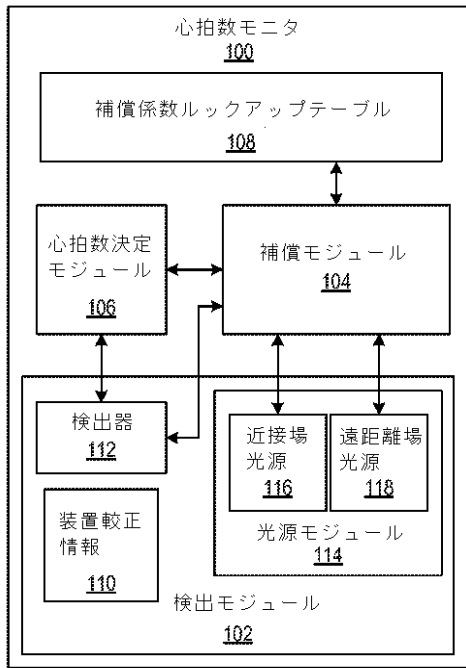 心拍数モニタ
100
補償係数ルックアップテーブル
108
心拍数決定
モジュール
106
補償モジュール
104
検出器
112
近接場
光源
116
遠距離場
光源
118
光源モジュール
114
装置較正
情報
110
検出モジュール
102